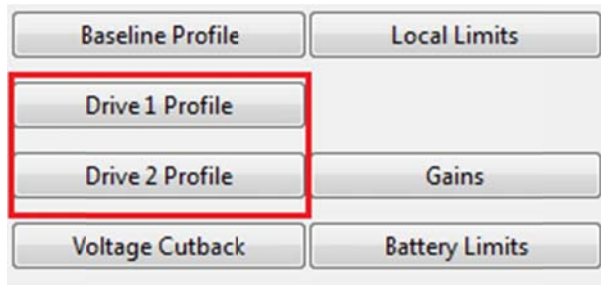 Baseline Profile Local Limits
Drive 1 Profile
Drive 2 Profile Gains
Voltage Cutback Battery Limits